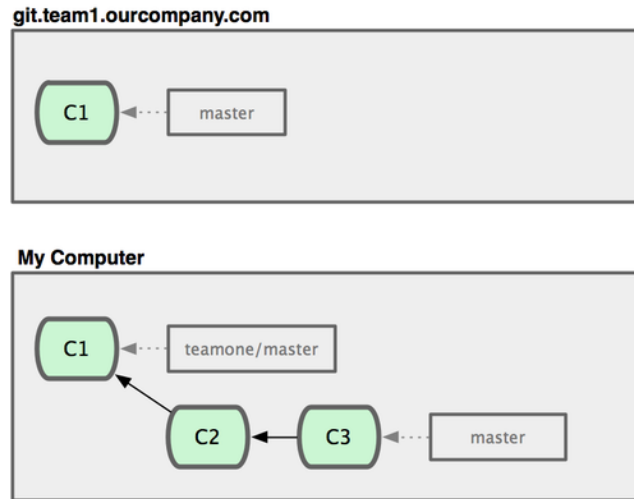 git.team1.ourcompany.com
C1
master
My Computer
C1
teamone/master
C2
C3
master